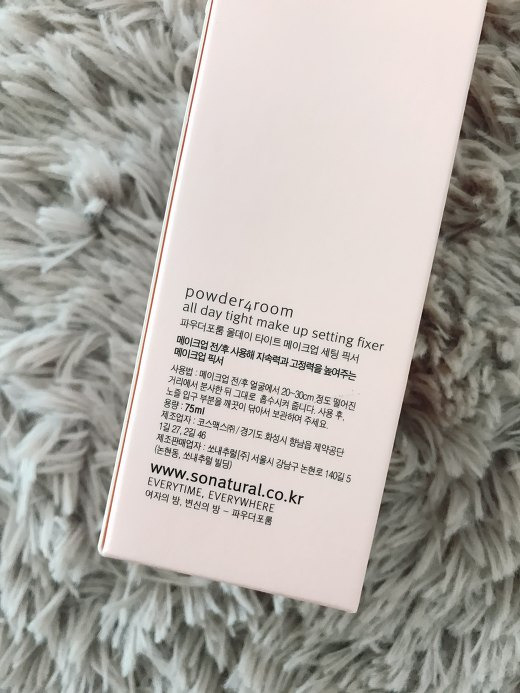 powder4room
all day tight make up setting fixer
파우더포룸 올데이 타이트 메이크업 세팅 픽서
메이크업 전/후 사용해 지속력과 고정력을 높여주는
메이크업 픽서
사용법 : 메이크업 전/후 얼굴에서 20~30cm 정도 떨어진
거리에서 분사한 뒤 그대로 흡수시켜 줍니다. 사용 후,
노즐 입구 부분을 깨끗이 닦아서 보관하여 주세요.
용량 : 75ml
제조업자 : 코스맥스㈜/ 경기도 화성시 향남읍 제약공단
1길 27, 2길 46
제조판매업자 : 쏘내추럴[주] 서울시 강남구 논현로 140길 5
(논현동, 쏘내추럴 빌딩)
www.sonatural.co.kr
EVERYTIME, EVERYWHERE
여자의 방, 변신의 방 – 파우더포룸